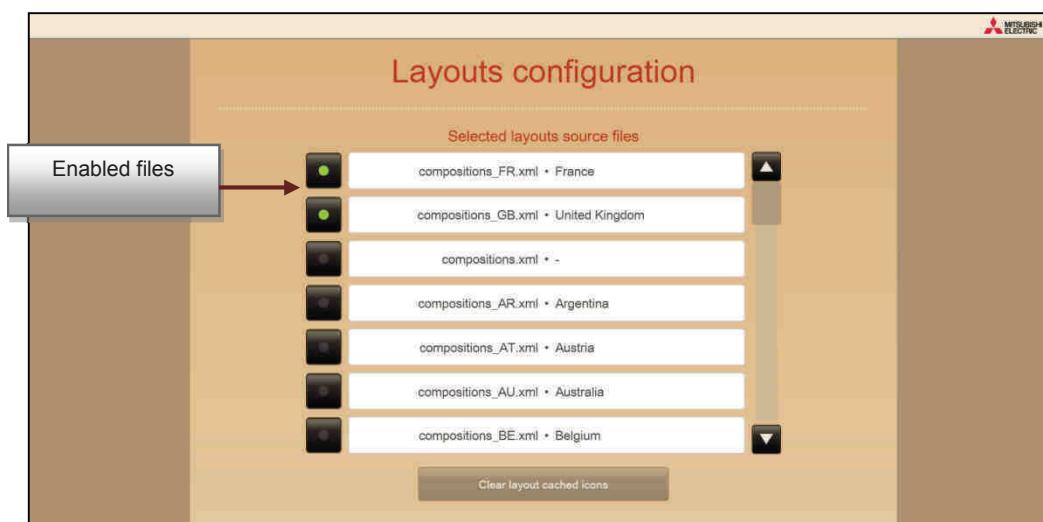 MITSUBISHI
ELECTRIC
Layouts configuration
Selected layouts source files
Enabled files
compositions_FR.xml • France
compositions_GB.xml • United Kingdom
compositions.xml • -
compositions_AR.xml • Argentina
compositions_AT.xml • Austria
compositions_AU.xml • Australia
compositions_BE.xml • Belgium
Clear layout cached icons